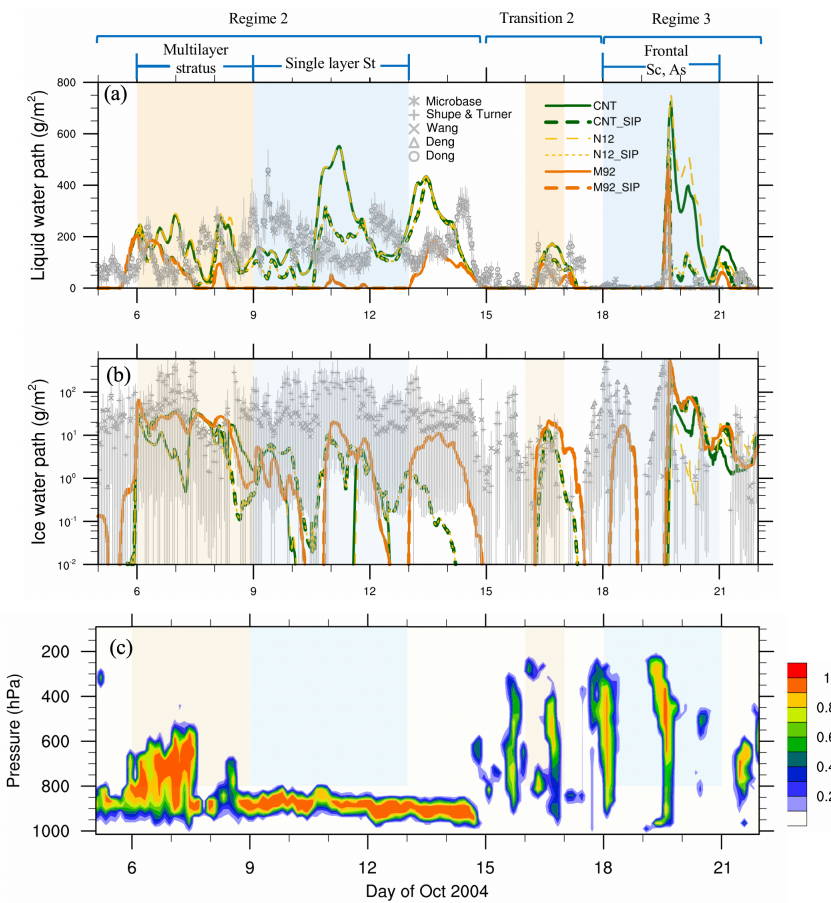 Regime 2
Transition 2
Regime 3
Multilayer
stratus
Single layer St
Frontal
Sc, As
(a)
Liquid water path (g/m²)
800
600
400
200
0
Microbase
Shupe & Turner
Wang
Deng
Dong
CNT
CNT_SIP
N12
N12_SIP
M92
M92_SIP
6
9
12
15
18
21
(b)
Ice water path (g/m²)
10²
10¹
10⁰
10⁻¹
10⁻²
6
9
12
15
18
21
(c)
Pressure (hPa)
200
400
600
800
1000
6
9
12
15
18
21
Day of Oct 2004
1
0.8
0.6
0.4
0.2